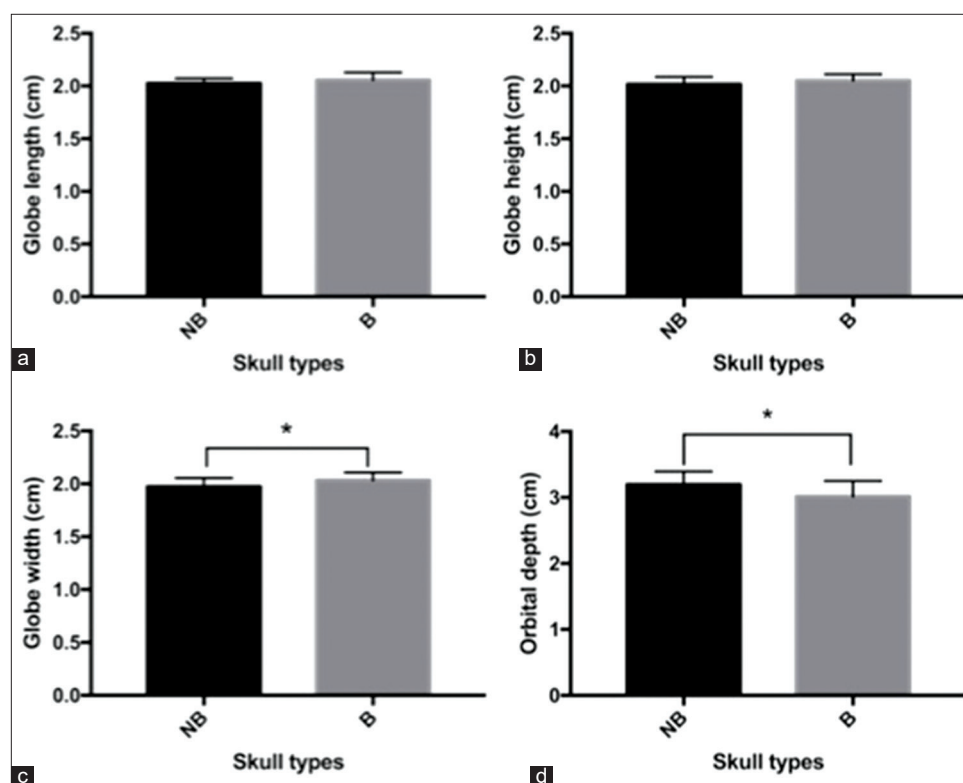 2.5
2.0
1.5
1.0
0.5
0.0
Globe length (cm)
NB
B
Skull types
a
2.5
2.0
1.5
1.0
0.5
0.0
Globe height (cm)
NB
B
Skull types
b
2.5
2.0
1.5
1.0
0.5
0.0
Globe width (cm)
*
NB
B
Skull types
c
4
3
2
1
0
Orbital depth (cm)
*
NB
B
Skull types
d